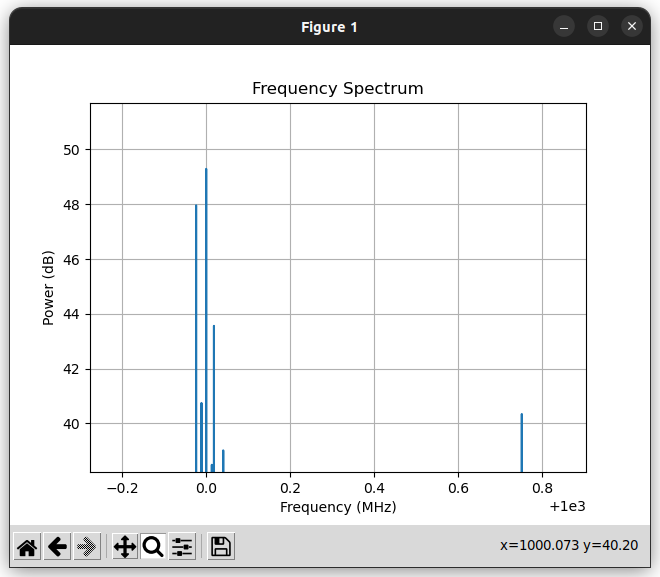 Figure 1
Frequency Spectrum
50
48
46
44
42
40
Power (dB)
−0.2 0.0 0.2 0.4 0.6 0.8
Frequency (MHz)
+1e3
x=1000.073 y=40.20